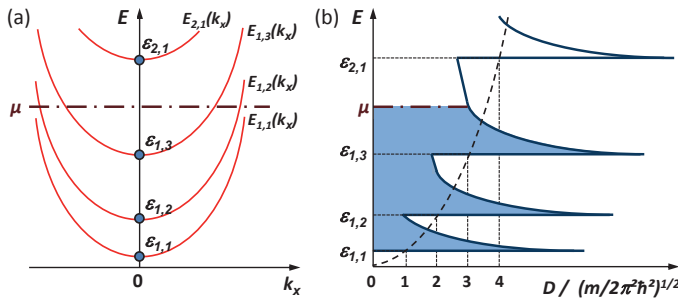 (a)
E
E2,1(kx)
E1,3(kx)
ε2,1
E1,2(kx)
μ
E1,1(kx)
ε1,3
ε1,2
ε1,1
0
kx
(b)
E
ε2,1
μ
ε1,3
ε1,2
ε1,1
0 1 2 3 4
D / (m/2π²ħ²)^1/2